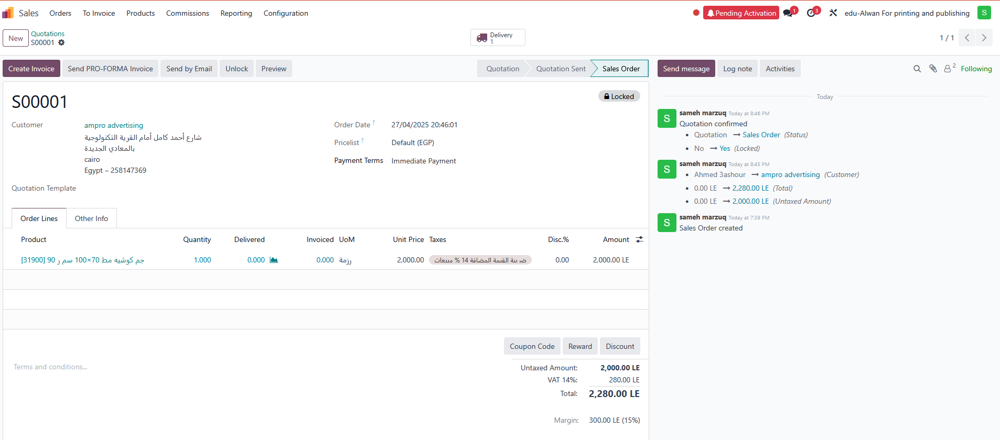 Sales Orders To Invoice Products Commissions Reporting Configuration
Pending Activation 1 3 edu-Alwan For printing and publishing S
New
Quotations
S00001
Delivery
1
1 / 1
Create Invoice Send PRO-FORMA Invoice Send by Email Unlock Preview
Quotation Quotation Sent Sales Order
S00001
Locked
Customer
ampro advertising
شارع أحمد كامل أمام القرية التكنولوجية
بالمعادي الجديدة
cairo
Egypt – 258147369
Quotation Template
Order Date ? 27/04/2025 20:46:01
Pricelist ? Default (EGP)
Payment Terms Immediate Payment
Order Lines Other Info
Product Quantity Delivered Invoiced UoM Unit Price Taxes Disc.% Amount
[31900] جم كوشيه مط 70×100 سم ر 90 1.000 0.000 0.000 رزمة 2,000.00 ضريبة القيمة المضافة 14 % مبيعات 0.00 2,000.00 LE
Coupon Code Reward Discount
Terms and conditions...
Untaxed Amount: 2,000.00 LE
VAT 14%: 280.00 LE
Total: 2,280.00 LE
Margin: 300.00 LE (15%)
Send message Log note Activities 2 Following
Today
S
sameh marzuq Today at 8:46 PM
Quotation confirmed
• Quotation → Sales Order (Status)
• No → Yes (Locked)
S
sameh marzuq Today at 8:45 PM
• Ahmed 3ashour → ampro advertising (Customer)
• 0.00 LE → 2,280.00 LE (Total)
• 0.00 LE → 2,000.00 LE (Untaxed Amount)
S
sameh marzuq Today at 7:39 PM
Sales Order created